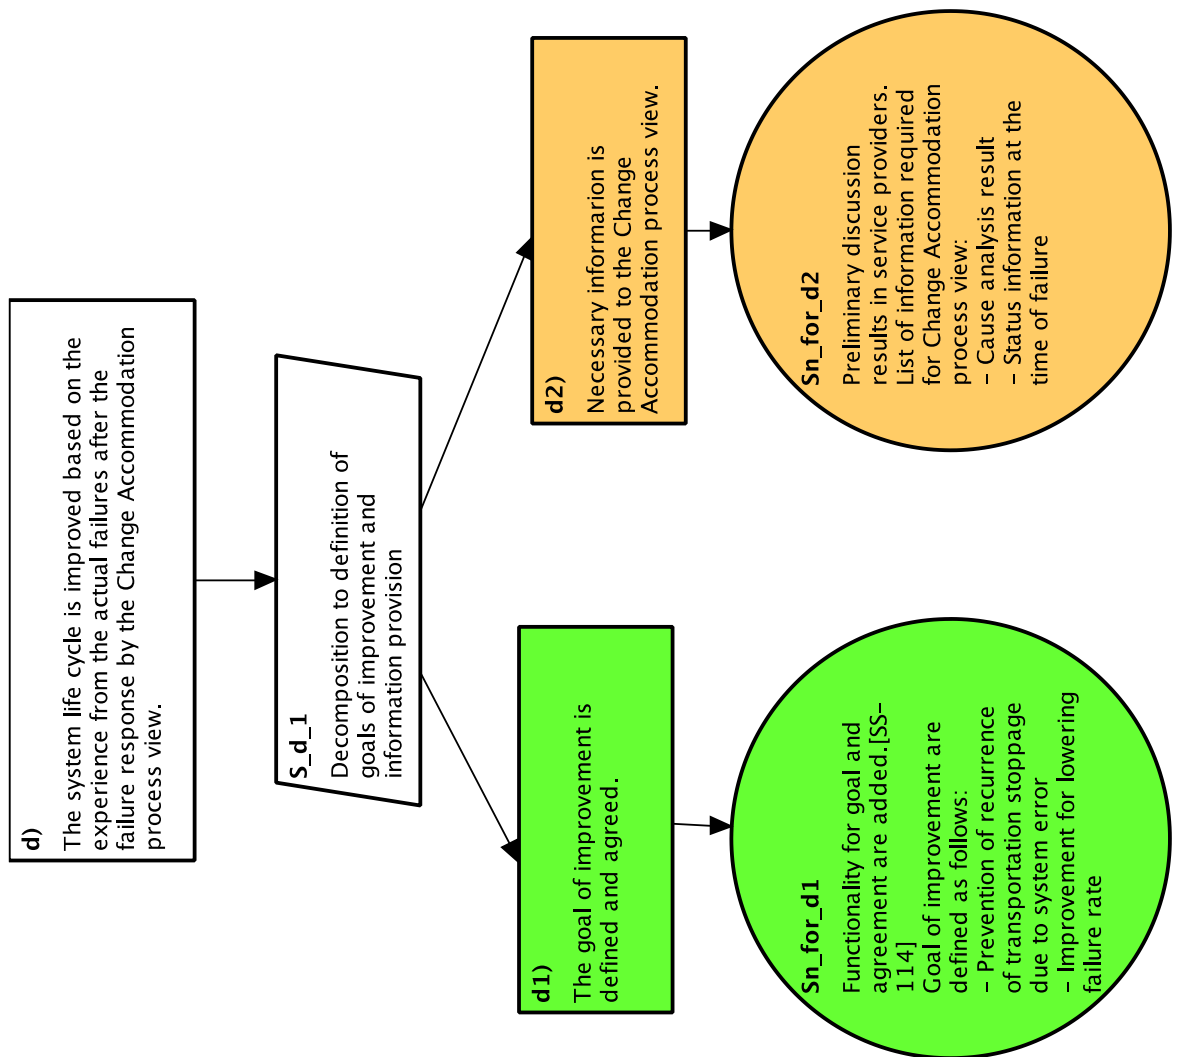 d)
The system life cycle is improved based on the
experience from the actual failures after the
failure response by the Change Accommodation
process view.
S_d_1
Decomposition to definition of
goals of improvement and
information provision
d1)
The goal of improvement is
defined and agreed.
d2)
Necessary informarion is
provided to the Change
Accommodation process view.
Sn_for_d1
Functionality for goal and
agreement are added.[SS-
114]
Goal of improvement are
defined as follows:
– Prevention of recurrence
of transportation stoppage
due to system error
– Improvement for lowering
failure rate
Sn_for_d2
Preliminary discussion
results in service providers.
List of information required
for Change Accommodation
process view:
– Cause analysis result
– Status information at the
time of failure